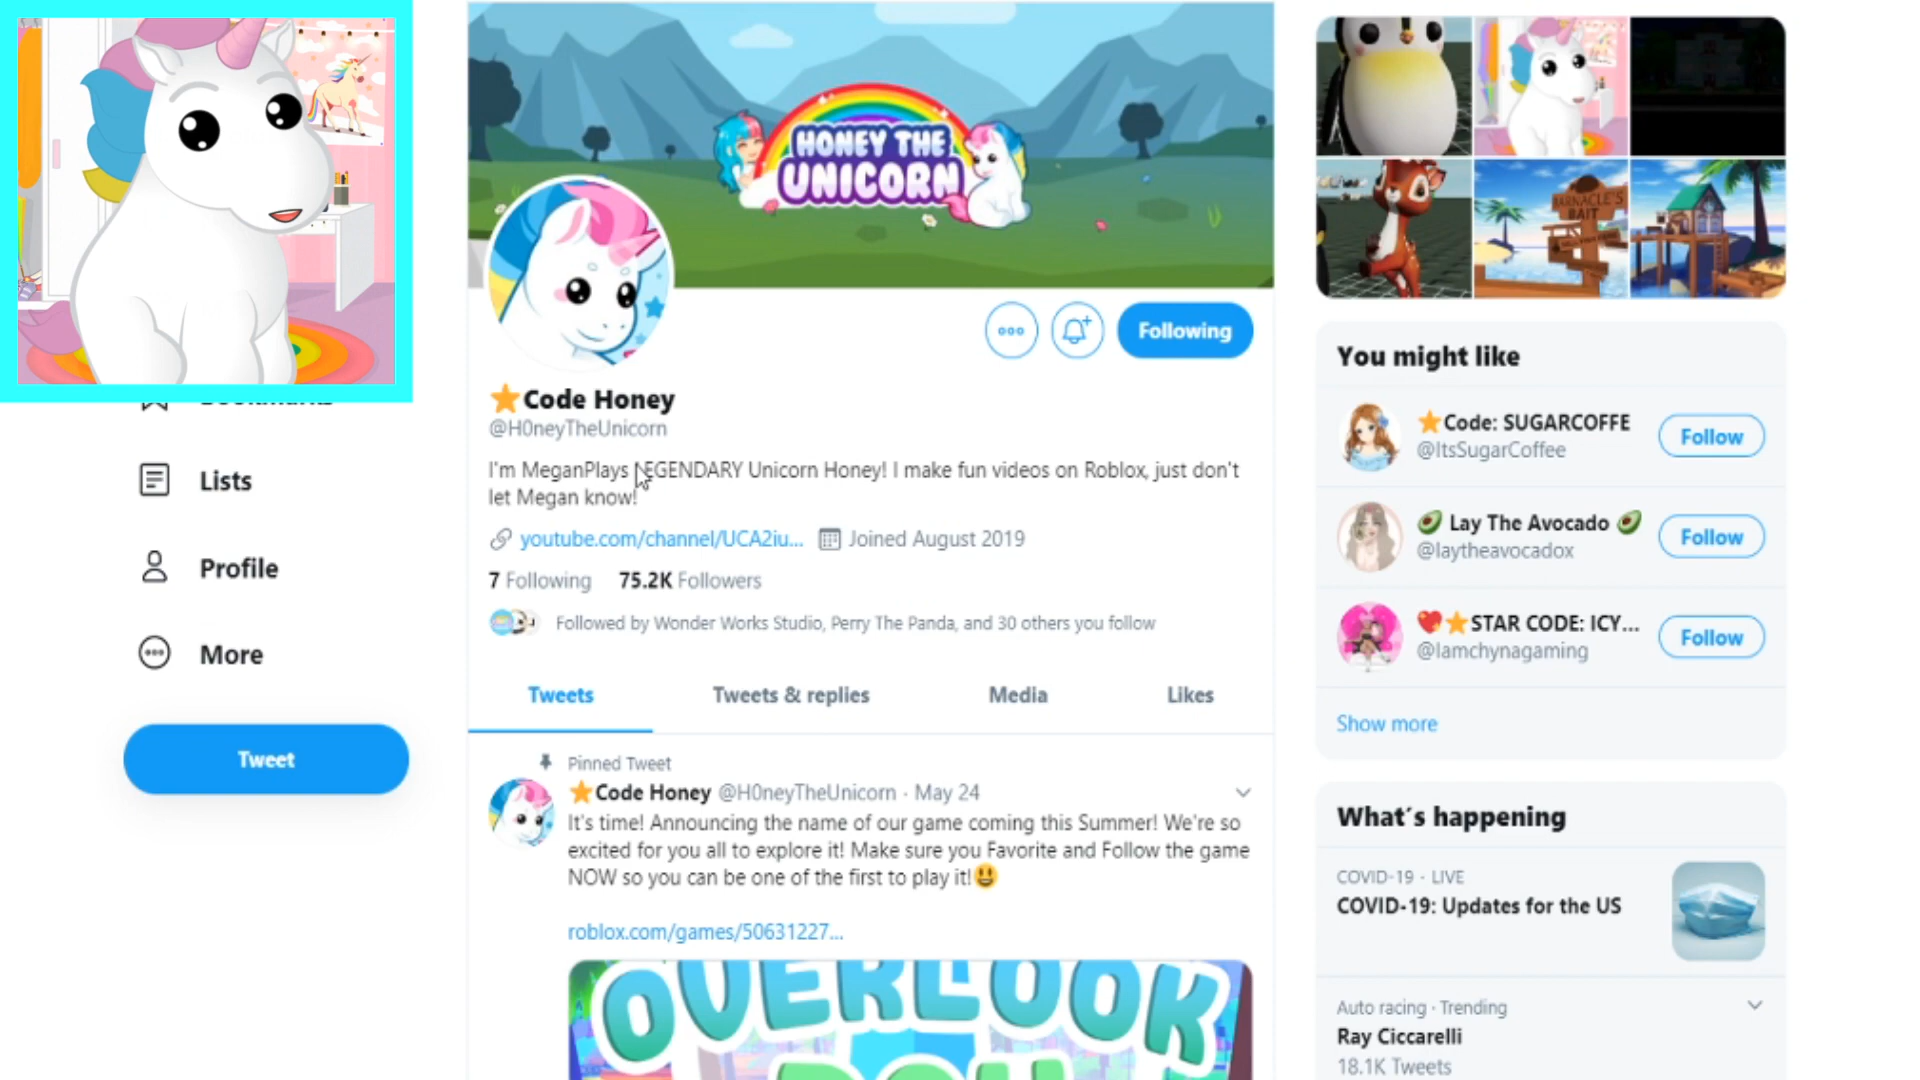 HONEY THE
UNICORN
Following
⭐Code Honey
@H0neyTheUnicorn
I'm MeganPlays LEGENDARY Unicorn Honey! I make fun videos on Roblox, just don't
let Megan know!
youtube.com/channel/UCA2iu... Joined August 2019
7 Following 75.2K Followers
Followed by Wonder Works Studio, Perry The Panda, and 30 others you follow
Tweets Tweets & replies Media Likes
Pinned Tweet
⭐Code Honey @H0neyTheUnicorn · May 24
It's time! Announcing the name of our game coming this Summer! We're so
excited for you all to explore it! Make sure you Favorite and Follow the game
NOW so you can be one of the first to play it!😃
roblox.com/games/50631227...
OVERLOOK
Lists
Profile
More
Tweet
BARNACLE'S
BAIT
You might like
⭐Code: SUGARCOFFE
@ItsSugarCoffee
Follow
🥑 Lay The Avocado 🥑
@laytheavocadox
Follow
💖⭐STAR CODE: ICY...
@Iamchynagaming
Follow
Show more
What's happening
COVID-19 · LIVE
COVID-19: Updates for the US
Auto racing · Trending
Ray Ciccarelli
18.1K Tweets